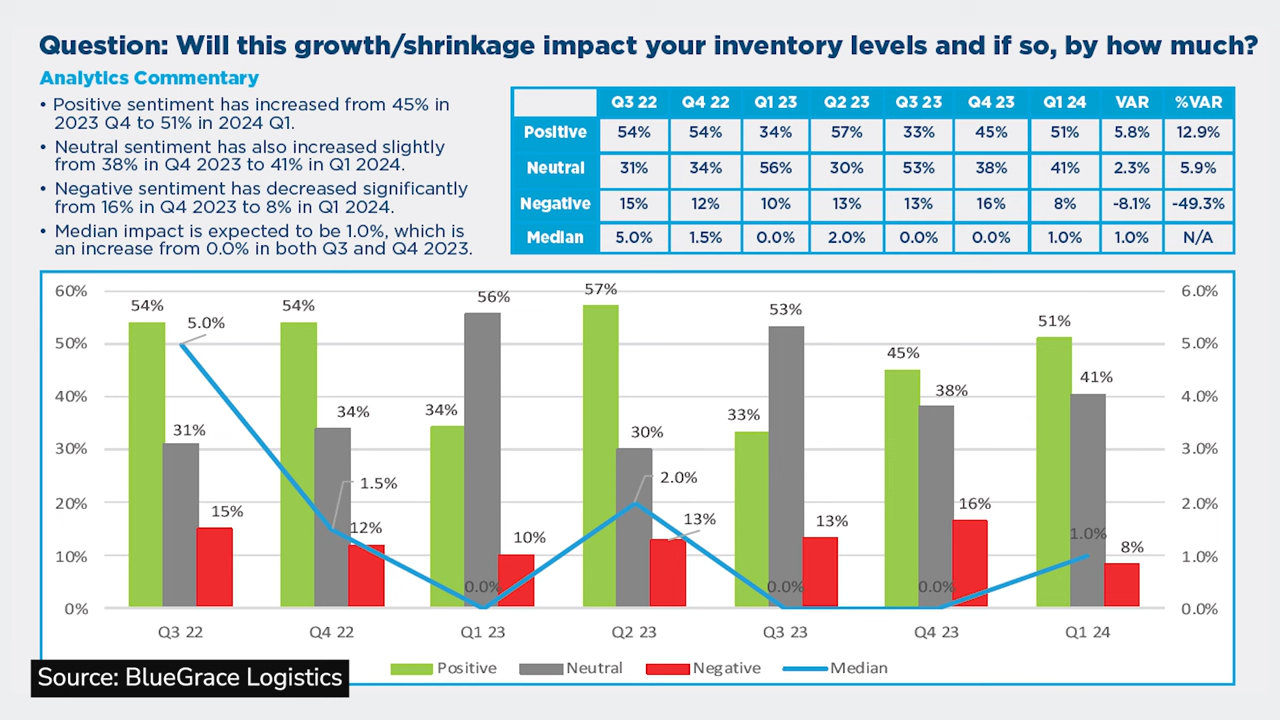 Question: Will this growth/shrinkage impact your inventory levels and if so, by how much?
Analytics Commentary
• Positive sentiment has increased from 45% in
2023 Q4 to 51% in 2024 Q1.
• Neutral sentiment has also increased slightly
from 38% in Q4 2023 to 41% in Q1 2024.
• Negative sentiment has decreased significantly
from 16% in Q4 2023 to 8% in Q1 2024.
• Median impact is expected to be 1.0%, which is
an increase from 0.0% in both Q3 and Q4 2023.
Q3 22 Q4 22 Q1 23 Q2 23 Q3 23 Q4 23 Q1 24 VAR %VAR
Positive 54% 54% 34% 57% 33% 45% 51% 5.8% 12.9%
Neutral 31% 34% 56% 30% 53% 38% 41% 2.3% 5.9%
Negative 15% 12% 10% 13% 13% 16% 8% -8.1% -49.3%
Median 5.0% 1.5% 0.0% 2.0% 0.0% 0.0% 1.0% 1.0% N/A
60%
50%
40%
30%
20%
10%
0%
54%
5.0%
31%
15%
54%
34%
1.5%
12%
34%
56%
0.0%
10%
57%
30%
2.0%
13%
33%
53%
0.0%
13%
45%
38%
0.0%
16%
51%
41%
1.0%
8%
6.0%
5.0%
4.0%
3.0%
2.0%
1.0%
0.0%
Q3 22 Q4 22 Q1 23 Q2 23 Q3 23 Q4 23 Q1 24
Positive Neutral Negative Median
Source: BlueGrace Logistics